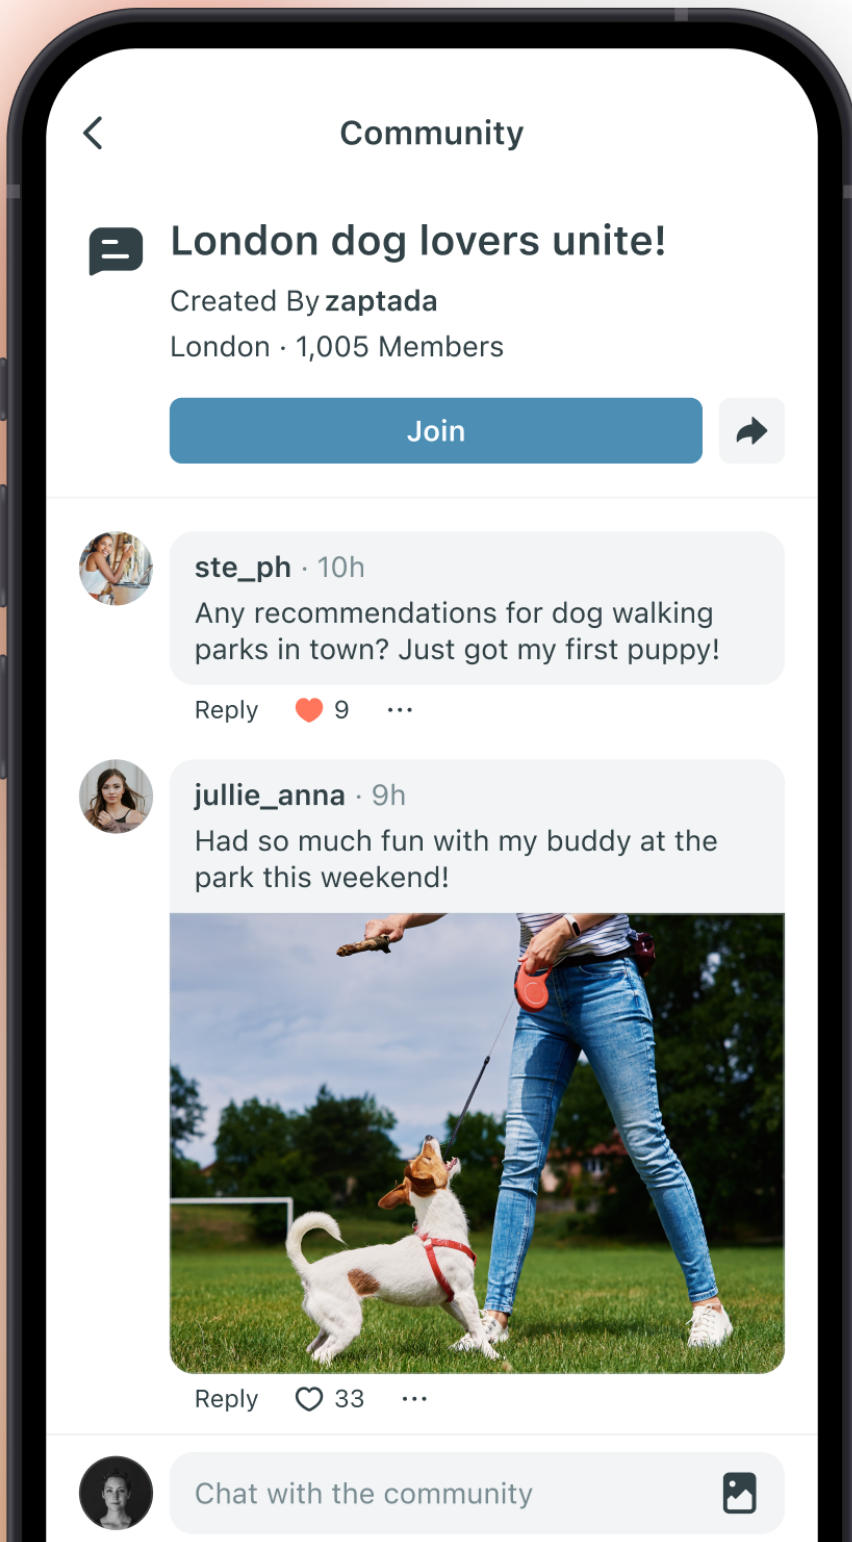 Community
London dog lovers unite!
Created By zaptada
London · 1,005 Members
Join
ste_ph · 10h
Any recommendations for dog walking
parks in town? Just got my first puppy!
Reply 9 ···
jullie_anna · 9h
Had so much fun with my buddy at the
park this weekend!
Reply 33 ···
Chat with the community